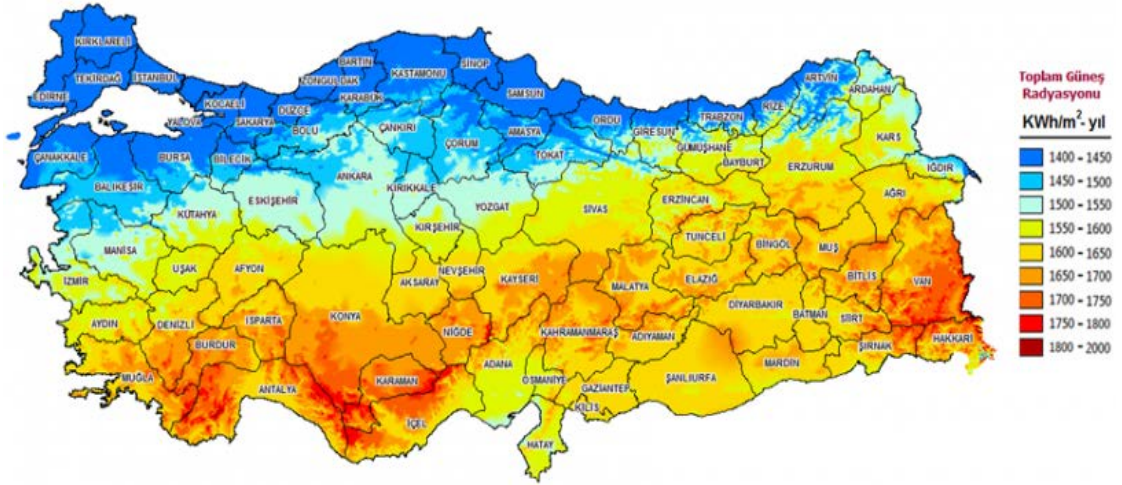 KIRKLARELİ
TEKİRDAĞ
İSTANBUL
EDİRNE
KOCAELİ
YALOVA
SAKARYA
DÜZCE
ZONGULDAK
BARTIN
KARABÜK
KASTAMONU
SİNOP
SAMSUN
BOLU
ÇANKIRI
ÇORUM
AMASYA
TOKAT
ORDU
GİRESUN
TRABZON
RİZE
ARTVİN
ARDAHAN
KARS
GÜMÜŞHANE
BAYBURT
ERZURUM
IĞDIR
AĞRI
ÇANAKKALE
BURSA
BİLECİK
BALIKEŞİR
KÜTAHYA
ESKİŞEHİR
ANKARA
KIRIKKALE
YOZGAT
KIRŞEHİR
SİVAS
ERZİNCAN
TUNCELİ
BİNGÖL
MUŞ
BİTLİS
VAN
MANİSA
İZMİR
UŞAK
AFYON
AKSARAY
NEVŞEHİR
KAYSERİ
MALATYA
ELAZIĞ
DİYARBAKIR
BATMAN
SİİRT
ŞIRNAK
HAKKARİ
AYDIN
DENİZLİ
ISPARTA
BURDUR
KONYA
NİĞDE
KAHRAMANMARAŞ
ADIYAMAN
MARDİN
MUĞLA
ANTALYA
KARAMAN
İÇEL
ADANA
OSMANİYE
GAZİANTEP
KİLİS
ŞANLIURFA
HATAY
Toplam Güneş
Radyasyonu
KWh/m²- yıl
1400 - 1450
1450 - 1500
1500 - 1550
1550 - 1600
1600 - 1650
1650 - 1700
1700 - 1750
1750 - 1800
1800 - 2000